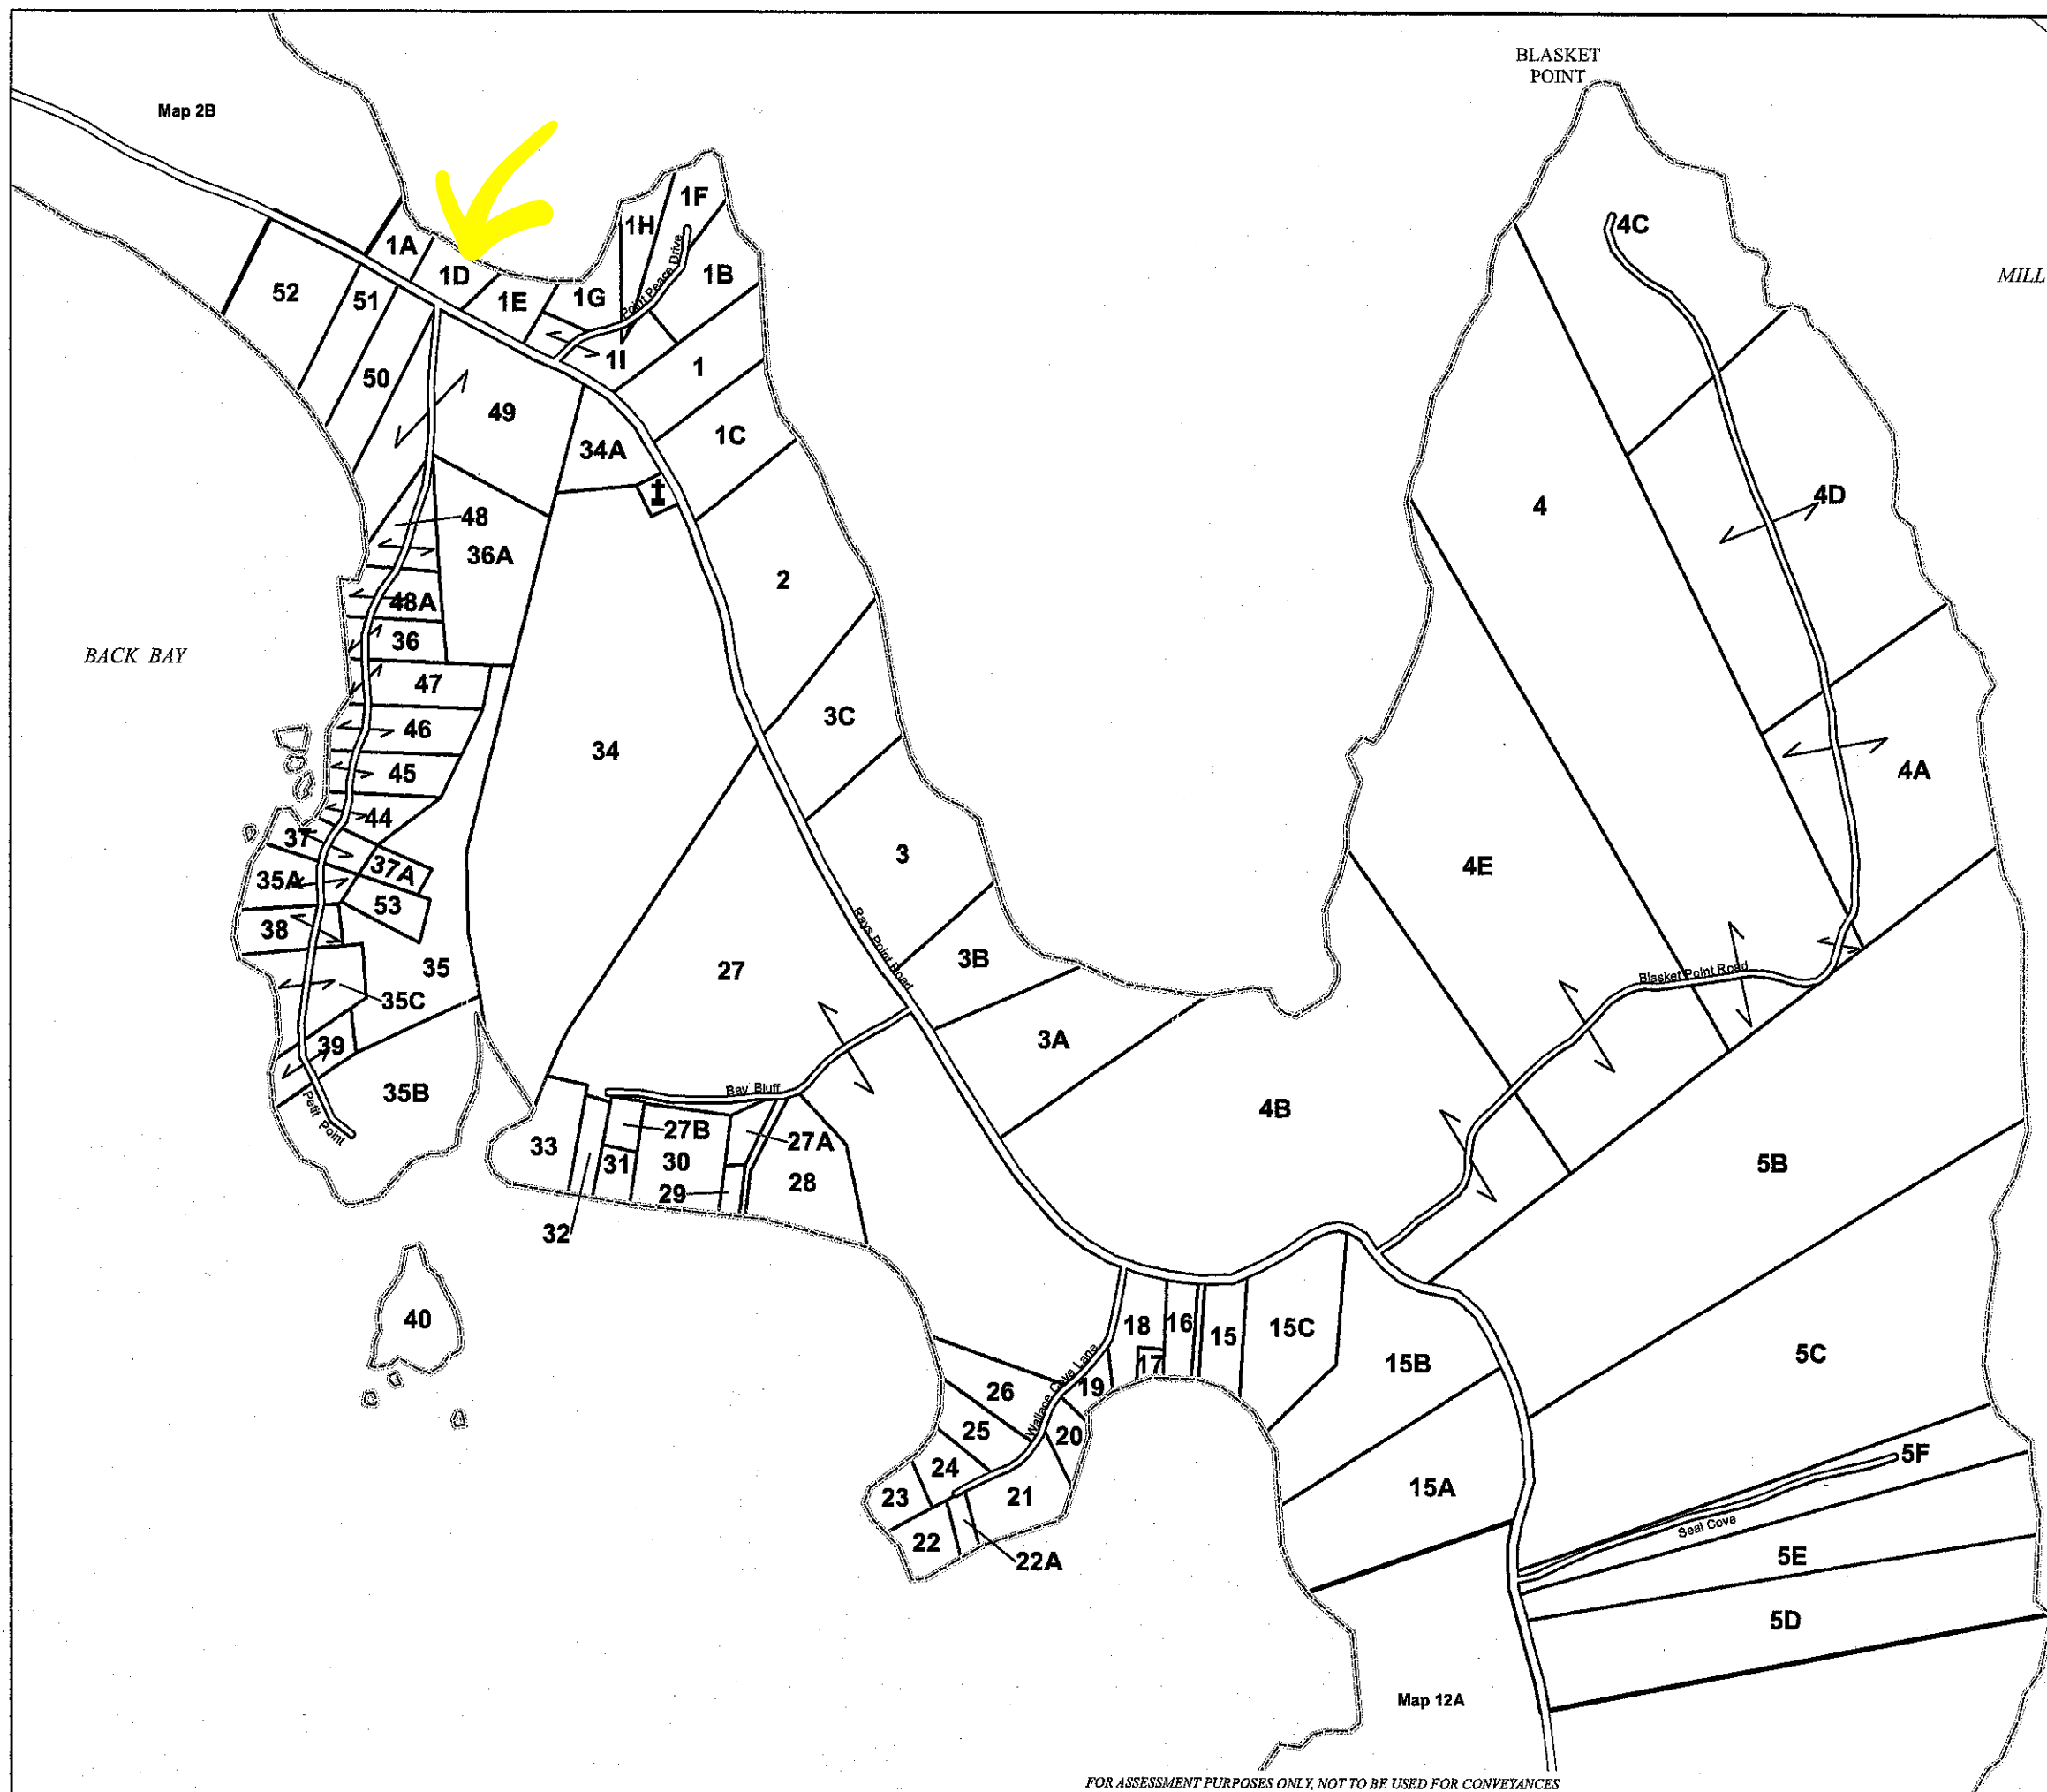 BLASKET
POINT
Map 2B
MILL
1F
1H
4C
1A
1D
1B
1E
1G
52
51
Point Peace Drive
1I
1
50
49
1C
34A
4D
4
48
36A
2
48A
36
BACK BAY
47
3C
46
34
45
4A
44
37
3
4E
37A
35A
53
38
Rays Point Road
3B
35
27
Blasket Point Road
35C
3A
39
Bay Bluff
35B
4B
Petit Point
27B
27A
33
31
30
5B
28
29
32
40
18
16
15
15C
5C
15B
17
Wallace Cove Lane
19
26
25
20
5F
24
15A
23
21
Seal Cove
22
5E
22A
5D
Map 12A
FOR ASSESSMENT PURPOSES ONLY, NOT TO BE USED FOR CONVEYANCES